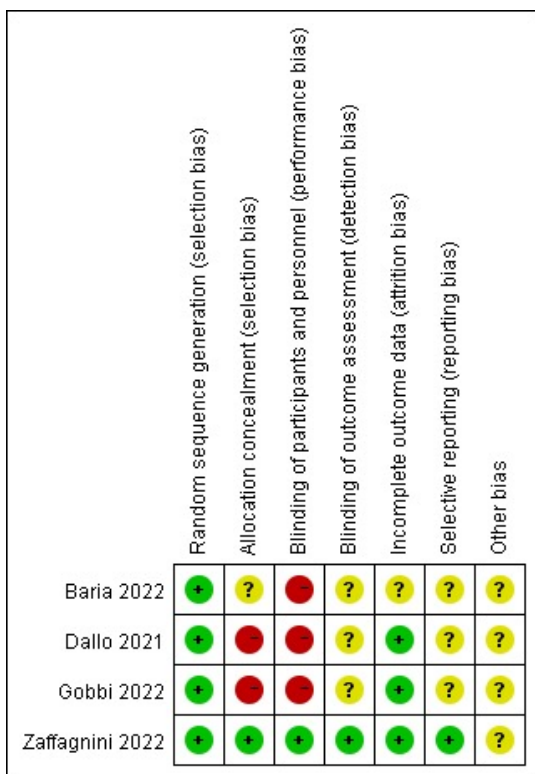 Random sequence generation (selection bias)
Allocation concealment (selection bias)
Blinding of participants and personnel (performance bias)
Blinding of outcome assessment (detection bias)
Incomplete outcome data (attrition bias)
Selective reporting (reporting bias)
Other bias
Baria 2022 + ? - ? ? ? ?
Dallo 2021 + - - ? + ? ?
Gobbi 2022 + - - ? + ? ?
Zaffagnini 2022 + + + + + + ?